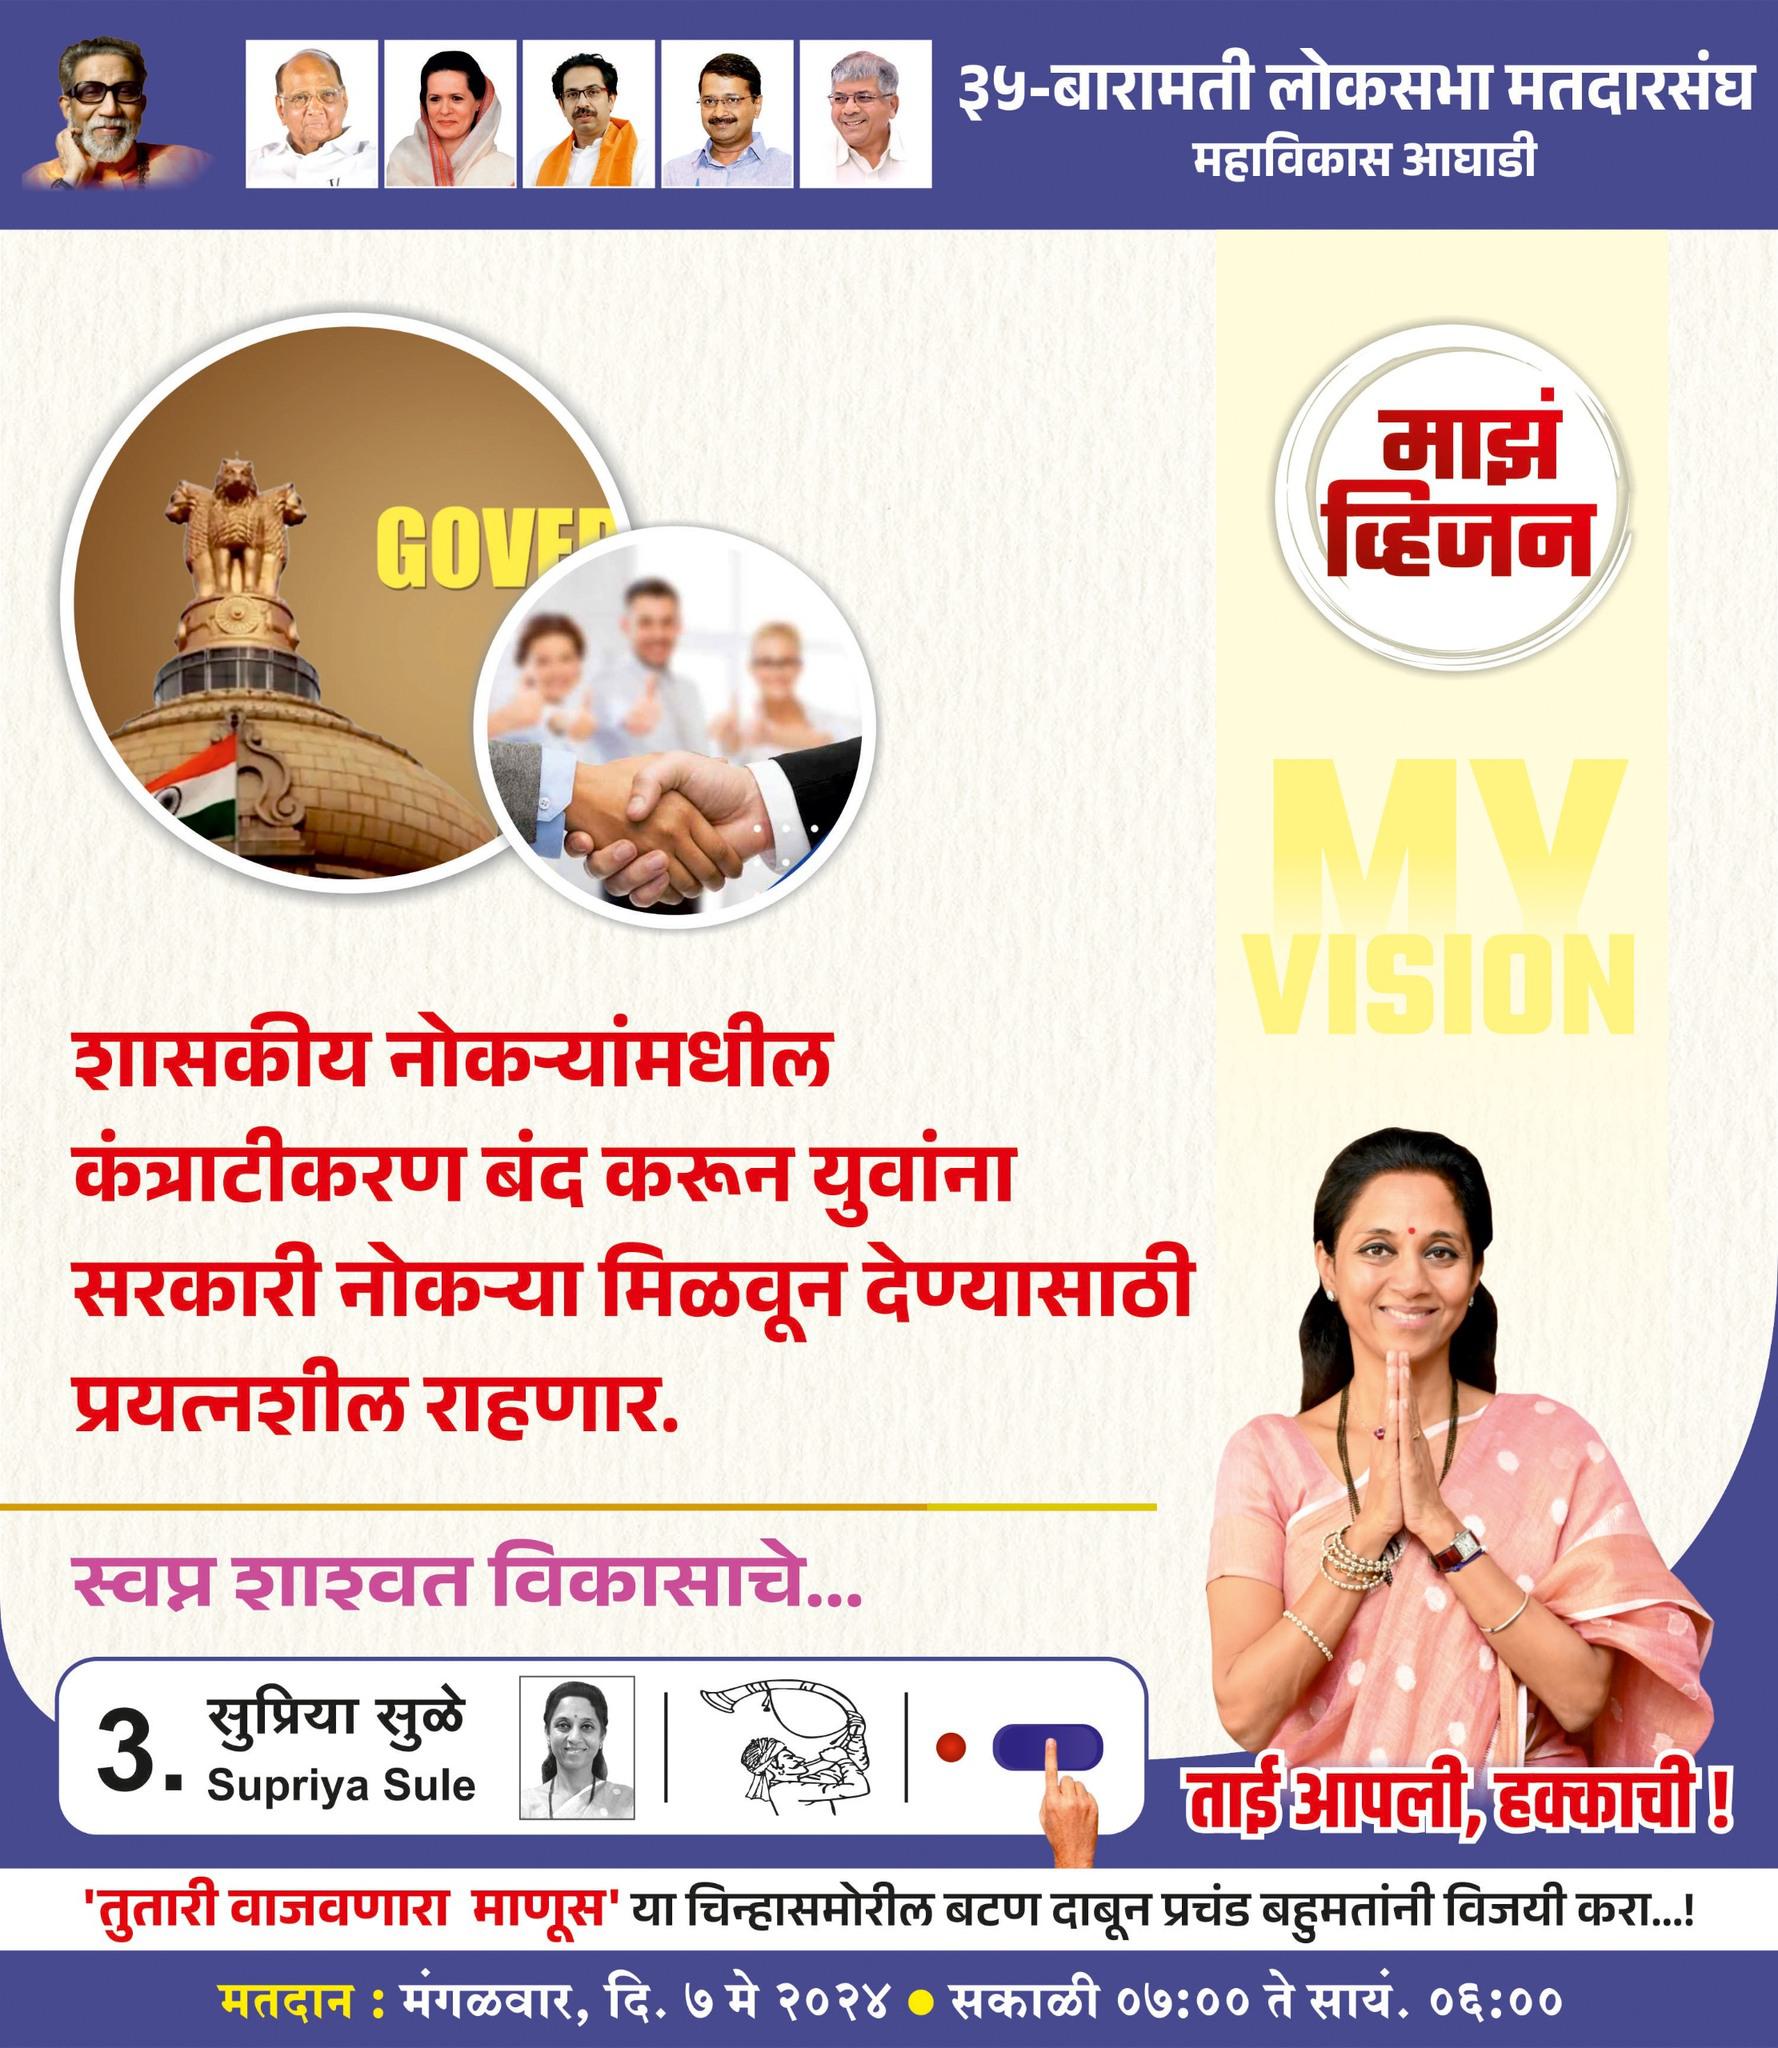 ३५-बारामती लोकसभा मतदारसंघ
महाविकास आघाडी
GOVER
माझं
व्हिजन
MY
VISION
शासकीय नोकऱ्यांमधील
कंत्राटीकरण बंद करून युवांना
सरकारी नोकऱ्या मिळवून देण्यासाठी
प्रयत्नशील राहणार.
स्वप्न शाश्वत विकासाचे...
3. सुप्रिया सुळे
Supriya Sule
ताई आपली, हक्काची !
'तुतारी वाजवणारा माणूस' या चिन्हासमोरील बटण दाबून प्रचंड बहुमतांनी विजयी करा...!
मतदान : मंगळवार, दि. ७ मे २०२४ ● सकाळी ०७:०० ते सायं. ०६:००